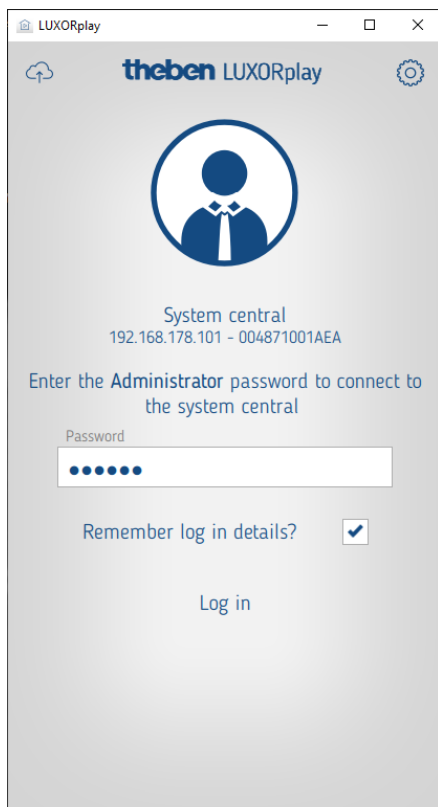 LUXORplay
theben LUXORplay
System central
192.168.178.101 - 004871001AEA
Enter the Administrator password to connect to
the system central
Password
●●●●●●
Remember log in details?
Log in